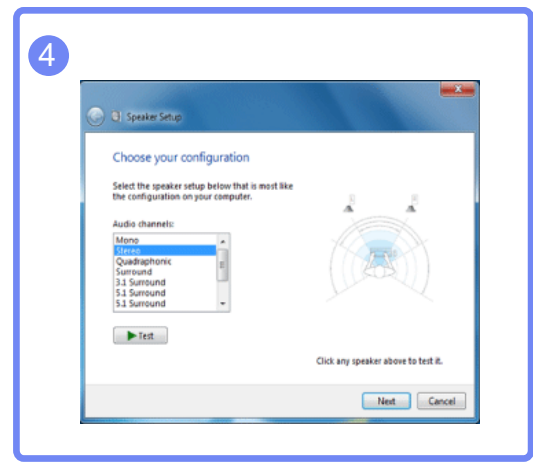 4
Speaker Setup
Choose your configuration
Select the speaker setup below that is most like
the configuration on your computer.
Audio channels:
Mono
Stereo
Quadraphonic
Surround
3.1 Surround
5.1 Surround
5.1 Surround
Test
Click any speaker above to test it.
Next
Cancel